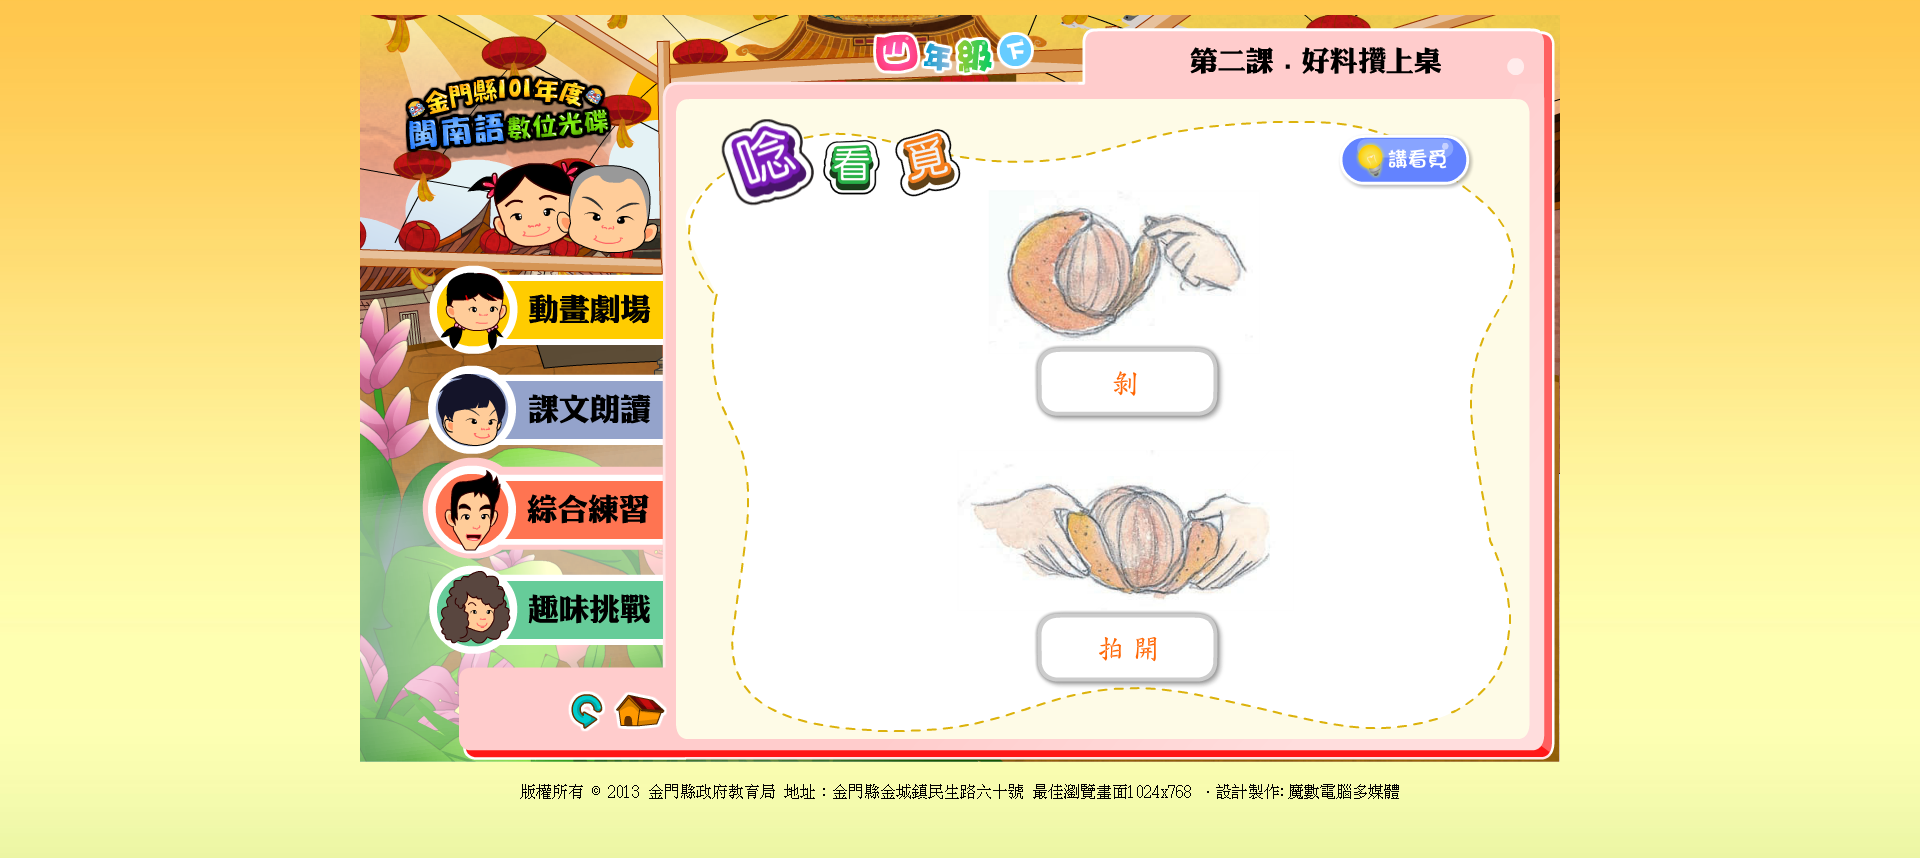 金門縣101年度
閩南語數位光碟
四年級下
第二課．好料攢上桌
唸看覓
講看覓
動畫劇場
課文朗讀
綜合練習
趣味挑戰
剝
拍開
版權所有 © 2013 金門縣政府教育局 地址：金門縣金城鎮民生路六十號 最佳瀏覽畫面1024x768 ・設計製作: 魔數電腦多媒體